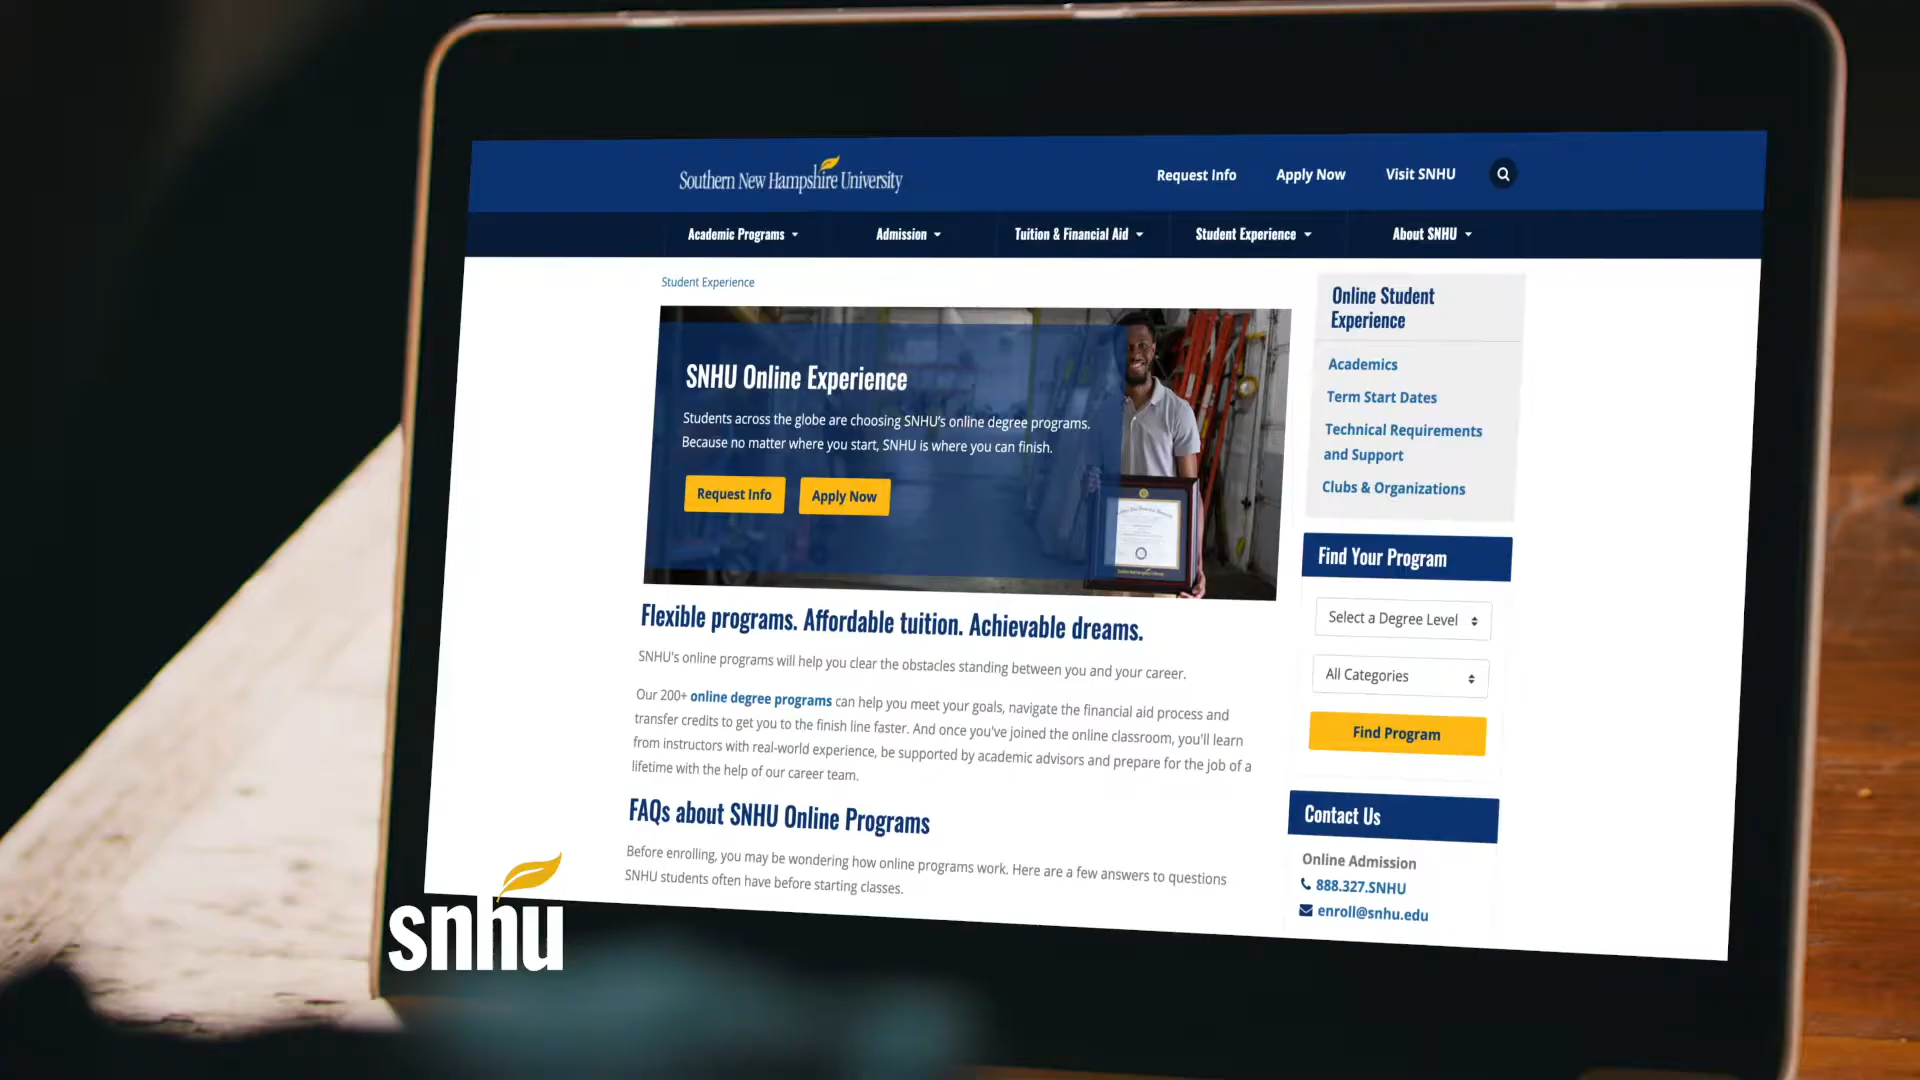 Southern New Hampshire University
Request Info
Apply Now
Visit SNHU
Academic Programs
Admission
Tuition & Financial Aid
Student Experience
About SNHU
Student Experience
SNHU Online Experience
Students across the globe are choosing SNHU's online degree programs.
Because no matter where you start, SNHU is where you can finish.
Request Info
Apply Now
Flexible programs. Affordable tuition. Achievable dreams.
SNHU's online programs will help you clear the obstacles standing between you and your career.
Our 200+ online degree programs can help you meet your goals, navigate the financial aid process and
transfer credits to get you to the finish line faster. And once you've joined the online classroom, you'll learn
from instructors with real-world experience, be supported by academic advisors and prepare for the job of a
lifetime with the help of our career team.
FAQs about SNHU Online Programs
Before enrolling, you may be wondering how online programs work. Here are a few answers to questions
SNHU students often have before starting classes.
Online Student
Experience
Academics
Term Start Dates
Technical Requirements
and Support
Clubs & Organizations
Find Your Program
Select a Degree Level
All Categories
Find Program
Contact Us
Online Admission
888.327.SNHU
enroll@snhu.edu
snhu